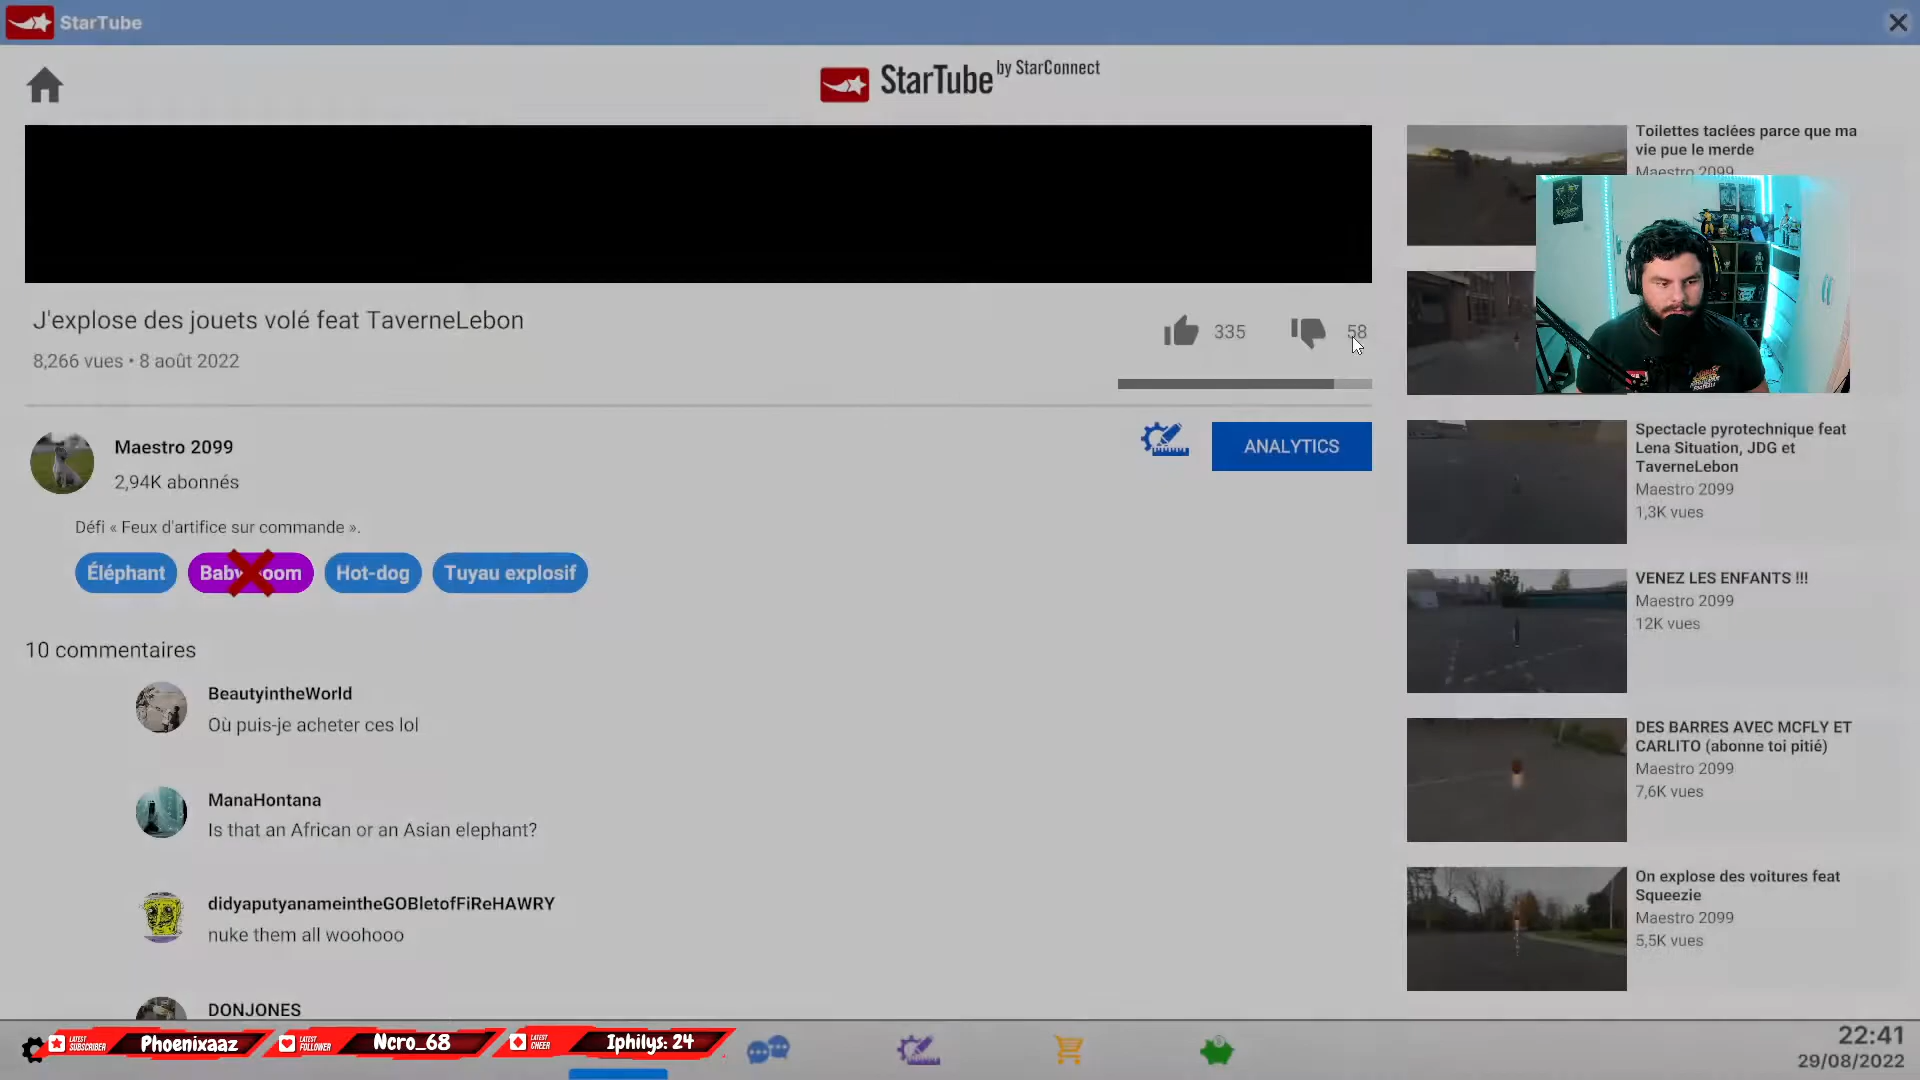 StarTube
StarTube by StarConnect
J'explose des jouets volé feat TaverneLebon
8,266 vues • 8 août 2022
335
58
Maestro 2099
2,94K abonnés
ANALYTICS
Défi « Feux d'artifice sur commande ».
Éléphant
Hot-dog
Tuyau explosif
10 commentaires
BeautyintheWorld
Où puis-je acheter ces lol
ManaHontana
Is that an African or an Asian elephant?
didyaputyanameintheGOBletofFiReHAWRY
nuke them all woohooo
DONJONES
Toilettes taclées parce que ma
vie pue le merde
Maestro 2099
Spectacle pyrotechnique feat
Lena Situation, JDG et
TaverneLebon
Maestro 2099
1,3K vues
VENEZ LES ENFANTS !!!
Maestro 2099
12K vues
DES BARRES AVEC MCFLY ET
CARLITO (abonne toi pitié)
Maestro 2099
7,6K vues
On explose des voitures feat
Squeezie
Maestro 2099
5,5K vues
LATEST
SUBSCRIBER
Phoenixaaz
LATEST
FOLLOWER
Ncro_68
LATEST
CHEER
Iphilys: 24
22:41
29/08/2022